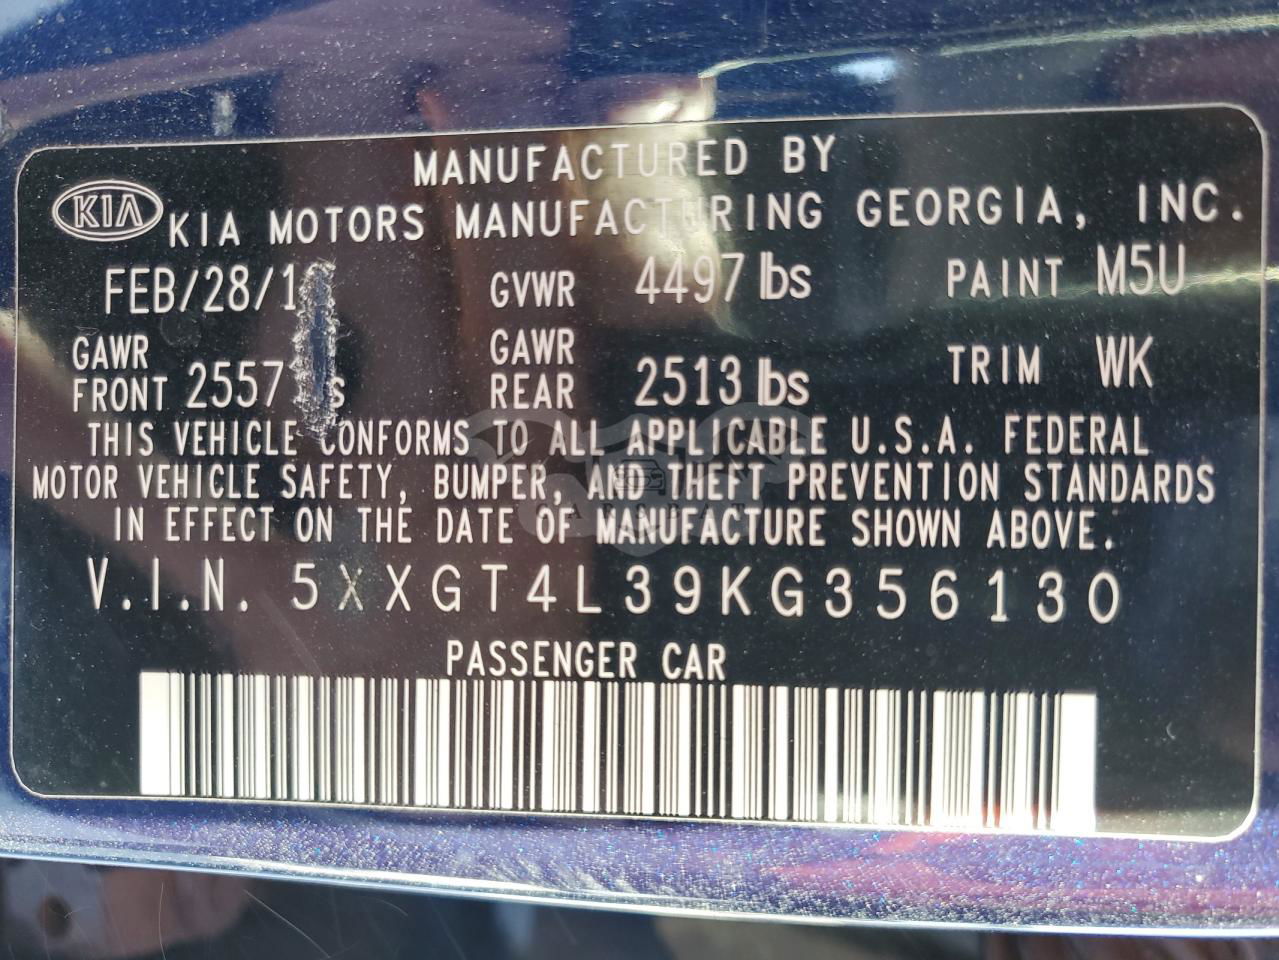 MANUFACTURED BY
KIA KIA MOTORS MANUFACTURING GEORGIA, INC.
FEB/28/1 GVWR 4497 lbs PAINT M5U
GAWR FRONT 2557 GAWR REAR 2513 lbs TRIM WK
THIS VEHICLE CONFORMS TO ALL APPLICABLE U.S.A. FEDERAL
MOTOR VEHICLE SAFETY, BUMPER, AND THEFT PREVENTION STANDARDS
IN EFFECT ON THE DATE OF MANUFACTURE SHOWN ABOVE.
V.I.N. 5XXGT4L39KG356130
PASSENGER CAR